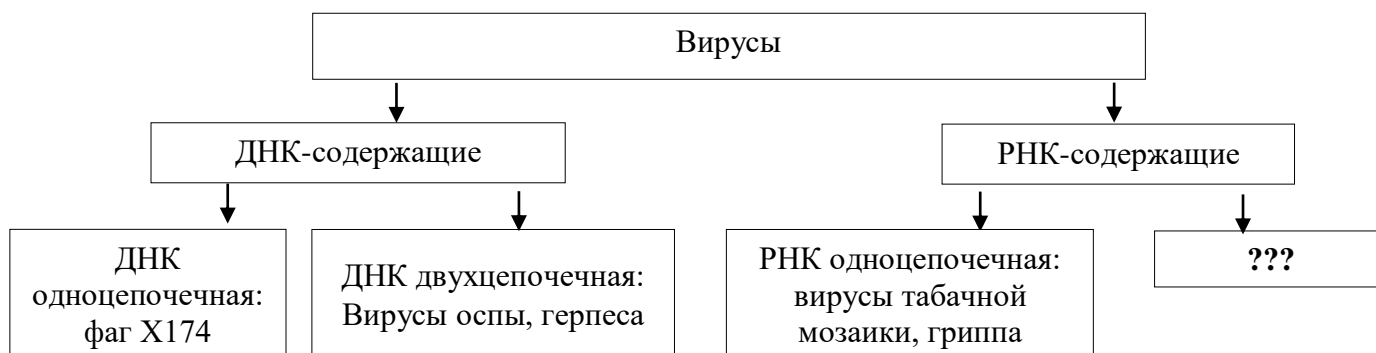 Вирусы
ДНК-содержащие
РНК-содержащие
ДНК
одноцепочечная:
фаг Х174
ДНК двухцепочечная:
Вирусы оспы, герпеса
РНК одноцепочечная:
вирусы табачной
мозаики, гриппа
???